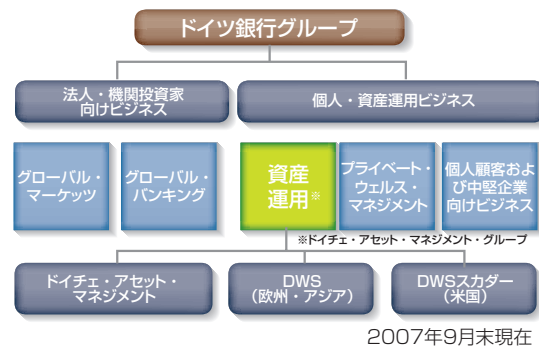 ドイツ銀行グループ
法人・機関投資家
向けビジネス
個人・資産運用ビジネス
グローバル・
マーケッツ
グローバル・
バンキング
資産
運用※
プライベート・
ウェルス・
マネジメント
個人顧客およ
び中堅企業
向けビジネス
※ドイチェ・アセット・マネジメント・グループ
ドイチェ・アセット・
マネジメント
DWS
（欧州・アジア）
DWSスカダー
（米国）
2007年9月末現在